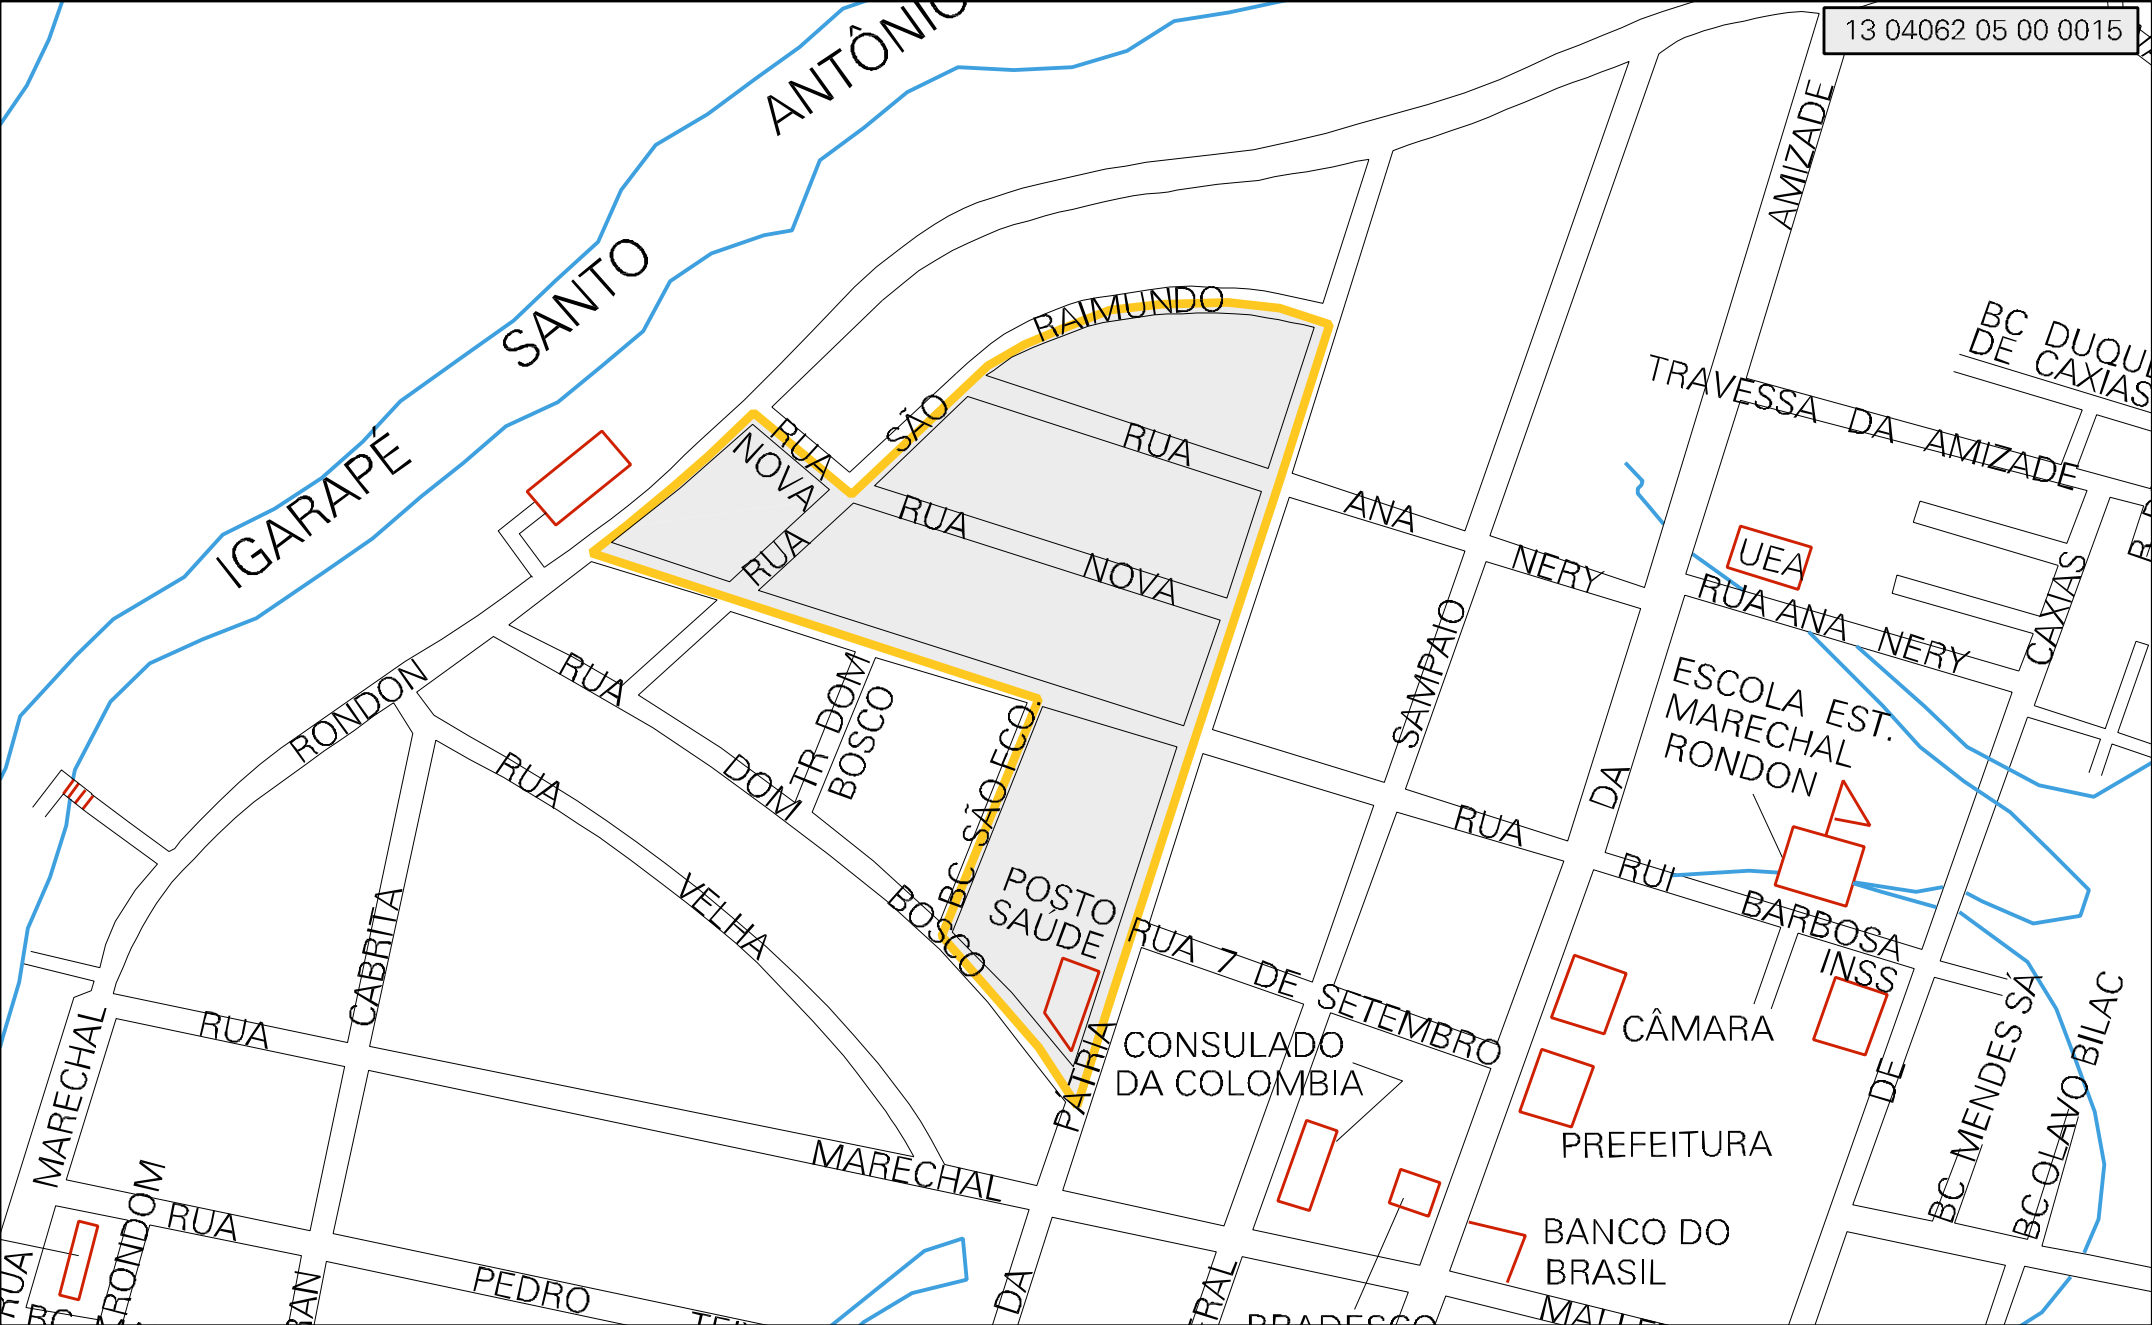 13 04062 05 00 0015
ANTÔNIO
SANTO
IGARAPÉ
AMIZADE
RAIMUNDO
SÃO
RUA
NOVA
RUA
RUA
NOVA
RUA
ANA
NERY
BC DUQUE
DE CAXIAS
TRAVESSA DA AMIZADE
UEA
RUA ANA NERY
CAXIAS
SAMPAIO
ESCOLA EST.
MARECHAL
RONDON
RONDON
RUA
DOM
BOSCO
TR DOM
BOSCO
BC SÃO FCO.
RUA
VELHA
DA
RUA
RUI
BARBOSA
POSTO
SAÚDE
RUA 7 DE SETEMBRO
INSS
CÂMARA
CABRITA
RUA
MARECHAL
MARECHAL
PÁTRIA
CONSULADO
DA COLOMBIA
PREFEITURA
DE
BC MENDES SÁ
BC OLAVO BILAC
RONDOM
RUA
PEDRO
DA
BANCO DO
BRASIL
RUA
BC
BRADESCO